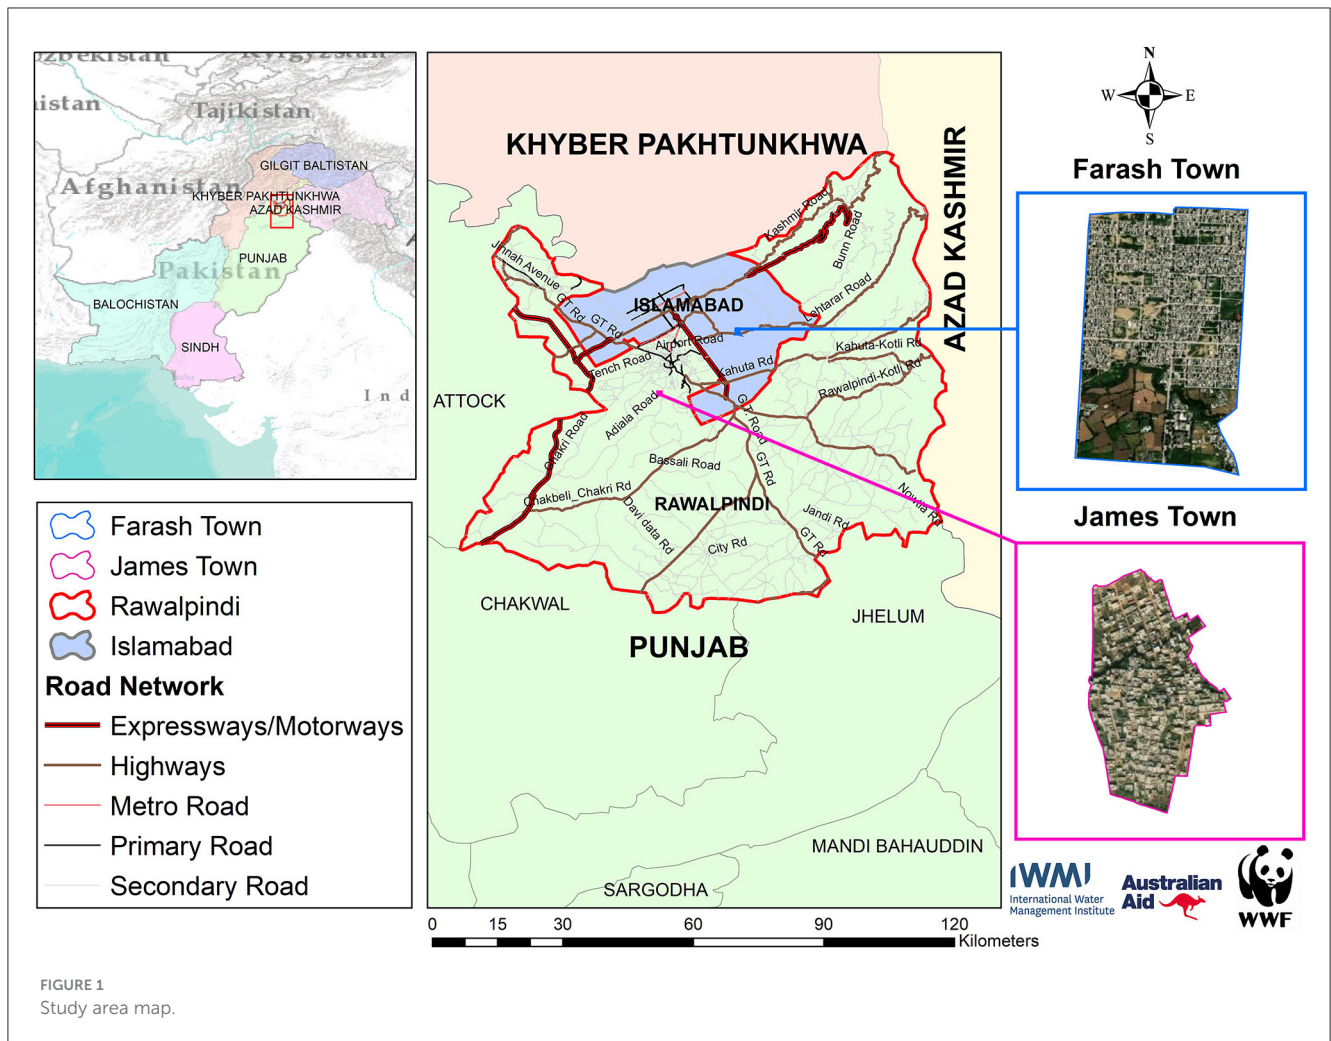 zbekistan
Kyrgyzstan
istan
Tajikistan
GILGIT BALTISTAN
Afghanistan
KHYBER PAKHTUNKHWA
AZAD KASHMIR
A
PUNJAB
Pakistan
BALOCHISTAN
SINDH
Indus
Ind
Farash Town
James Town
Rawalpindi
Islamabad
Road Network
Expressways/Motorways
Highways
Metro Road
Primary Road
Secondary Road
KHYBER PAKHTUNKHWA
AZAD KASHMIR
Kashmir Road
Bunn Road
Jinnah Avenue
GT Rd
GT Rd
ISLAMABAD
Lehtarar Road
Airport Road
Tench Road
Kahuta Rd
Kahuta-Kotli Rd
Rawalpindi-Kotli Rd
ATTOCK
Adiala Road
G.T. Road
Chakri Road
Bassali Road
GT Rd
Chakbeli_Chakri Rd
RAWALPINDI
Nowta Rd
Davi data Rd
Jandi Rd
City Rd
GT Rd
CHAKWAL
JHELUM
PUNJAB
MANDI BAHAUDDIN
SARGODHA
0 15 30 60 90 120
Kilometers
N
W E
S
Farash Town
James Town
IWMI
International Water
Management Institute
Australian
Aid
WWF
FIGURE 1
Study area map.